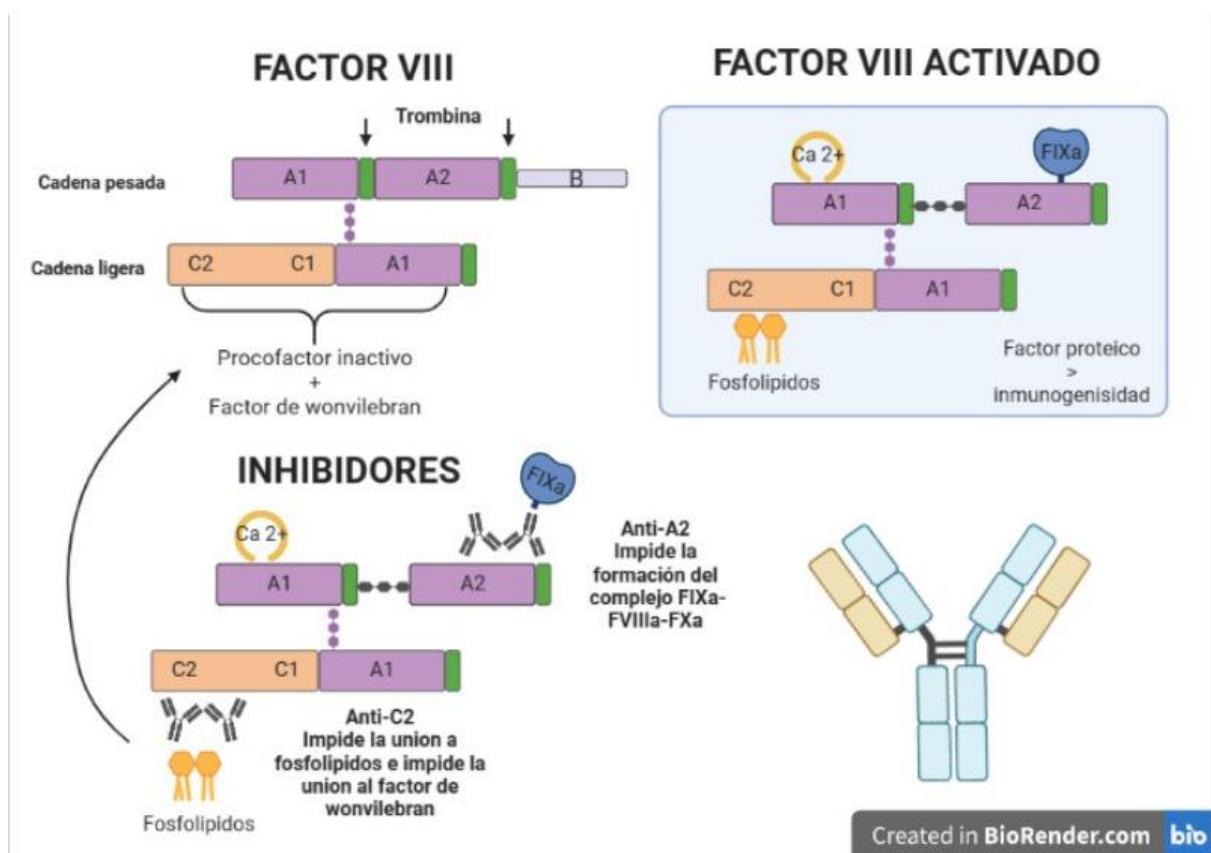 FACTOR VIII
Trombina
Cadena pesada
A1
A2
B
Cadena ligera
C2
C1
A1
Procofactor inactivo
+
Factor de wonvilebran
FACTOR VIII ACTIVADO
Ca 2+
FIXa
A1
A2
C2
C1
A1
Fosfolipidos
Factor proteico
>
inmunogenisidad
INHIBIDORES
Ca 2+
FIXa
A1
A2
C2
C1
A1
Anti-A2
Impide la
formación del
complejo FIXa-
FVIIIa-FXa
Anti-C2
Impide la union a
fosfolipidos e impide la
union al factor de
wonvilebran
Fosfolipidos
Created in BioRender.com bio